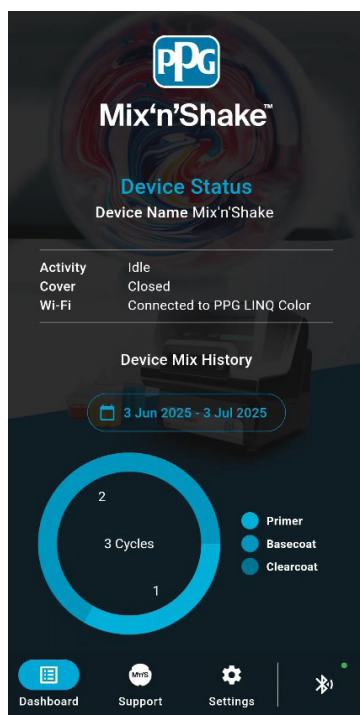 PPG
Mix'n'Shake™
Device Status
Device Name Mix'n'Shake
Activity Idle
Cover Closed
Wi-Fi Connected to PPG LINQ Color
Device Mix History
3 Jun 2025 - 3 Jul 2025
2
3 Cycles
1
Primer
Basecoat
Clearcoat
M'n'S
Dashboard Support Settings